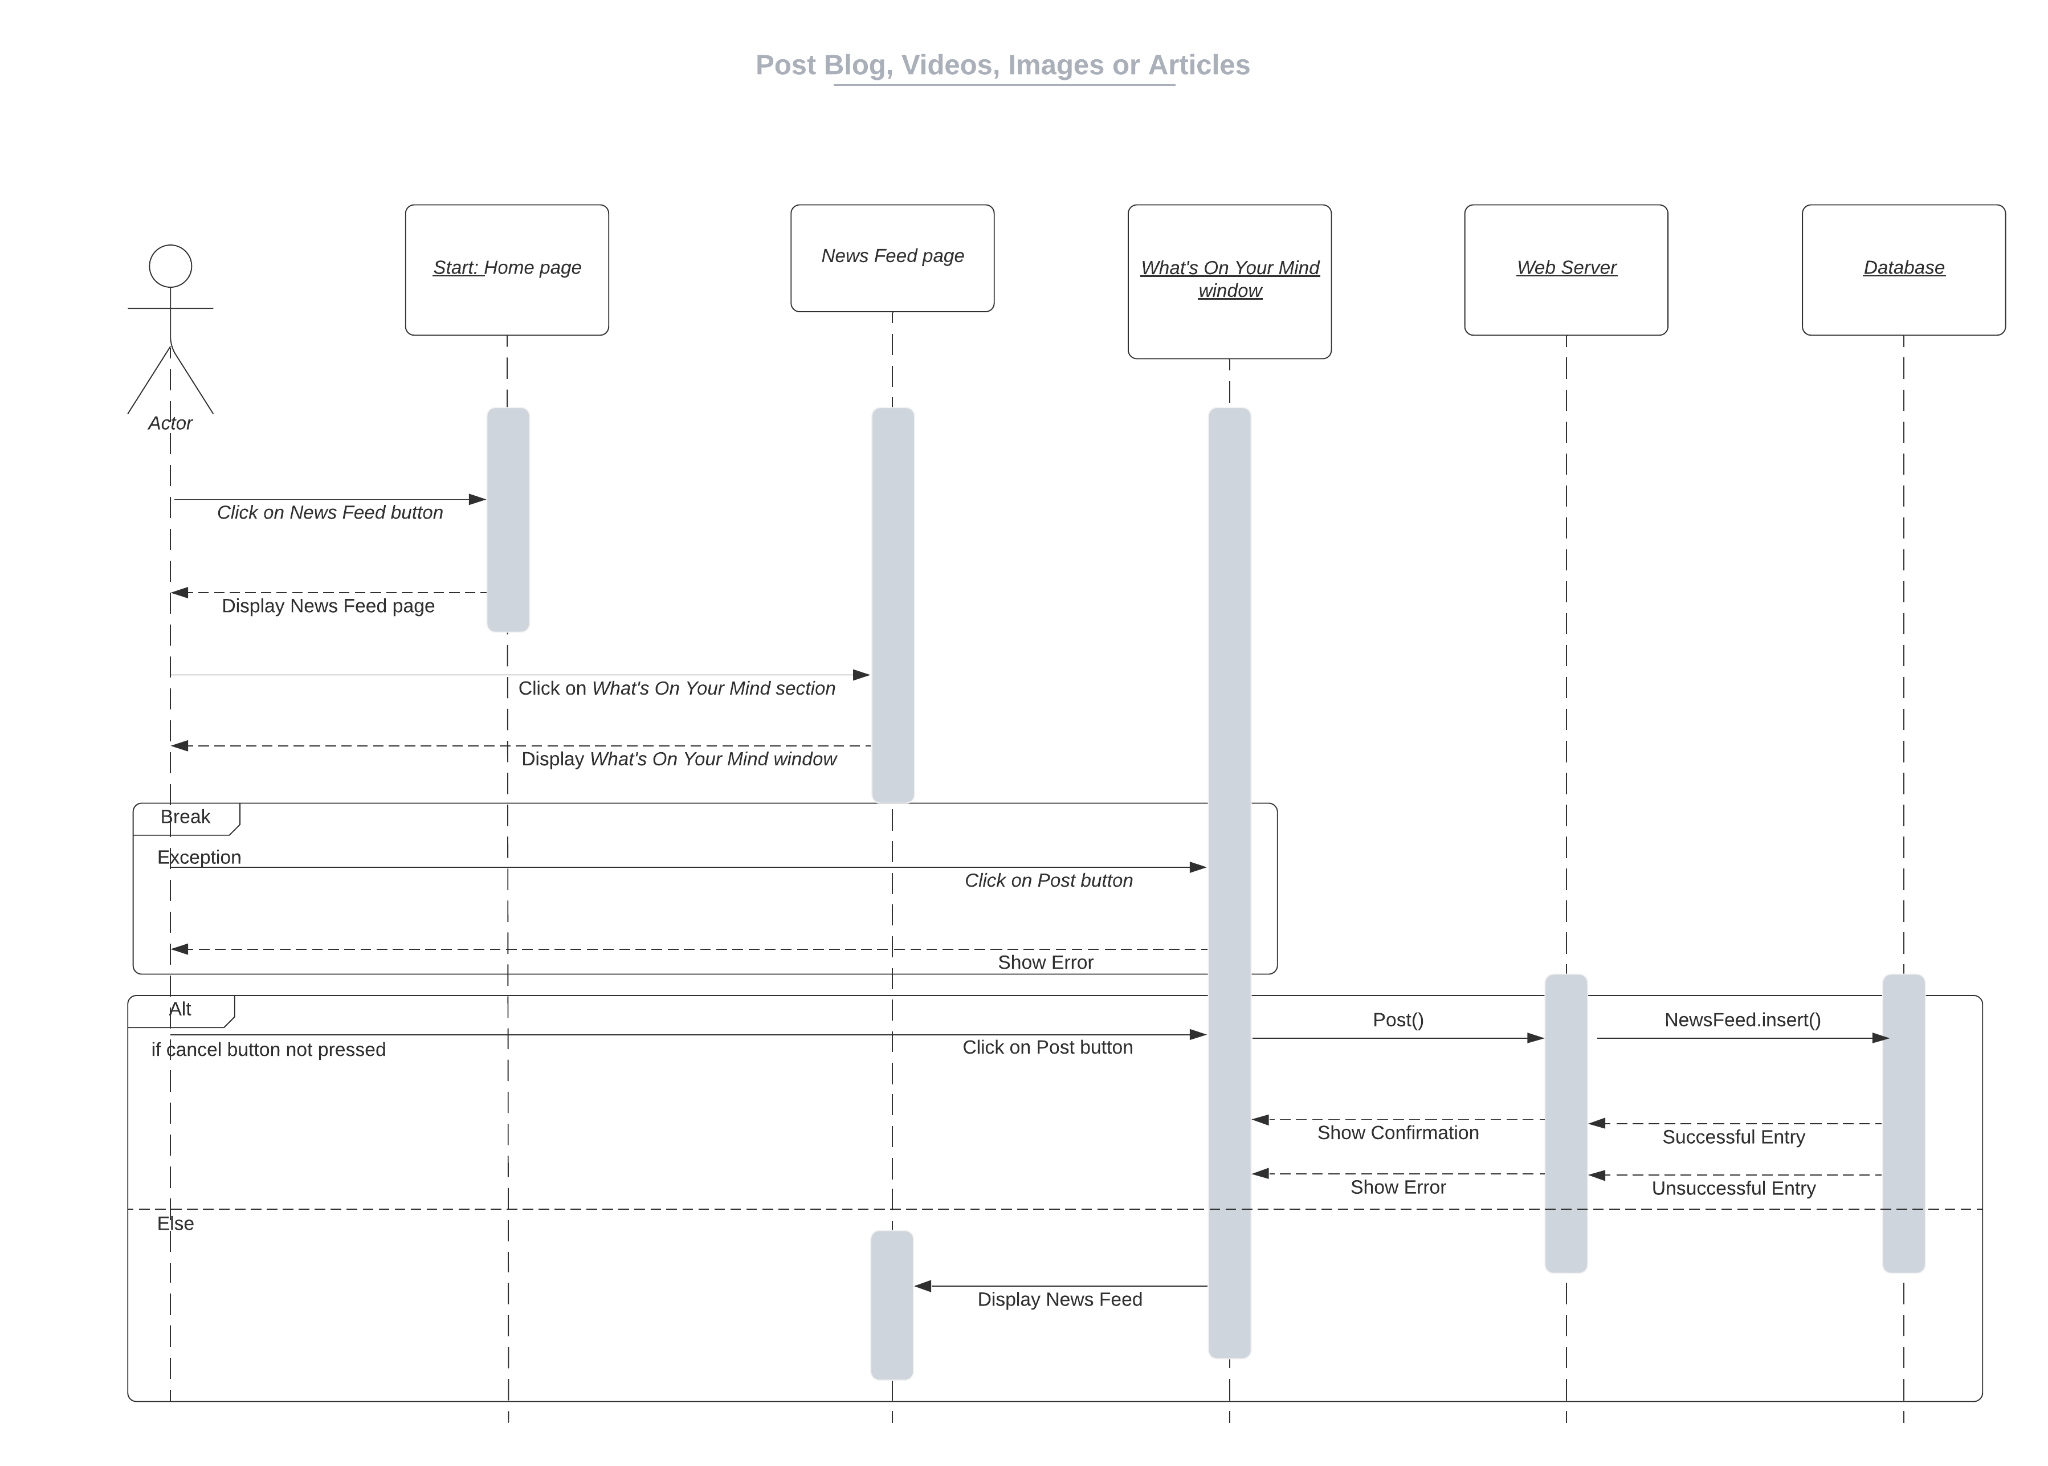 Post Blog, Videos, Images or Articles
Start: Home page
News Feed page
What's On Your Mind
window
Web Server
Database
Actor
Click on News Feed button
Display News Feed page
Click on What's On Your Mind section
Display What's On Your Mind window
Break
Exception
Click on Post button
Show Error
Alt
if cancel button not pressed
Click on Post button
Post()
NewsFeed.insert()
Show Confirmation
Successful Entry
Show Error
Unsuccessful Entry
Else
Display News Feed